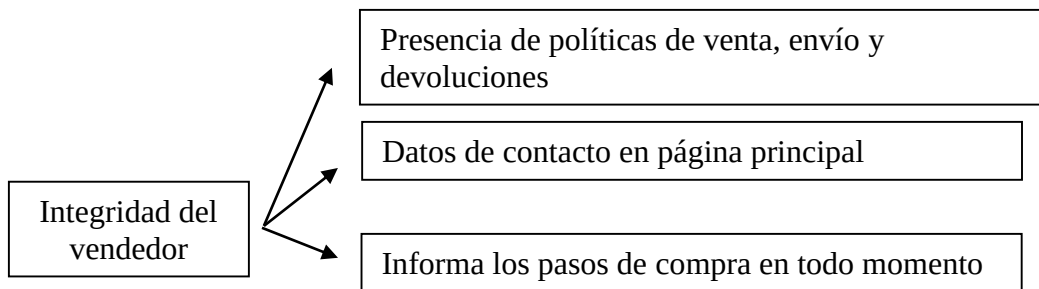 Presencia de políticas de venta, envío y
devoluciones
Datos de contacto en página principal
Integridad del
vendedor
Informa los pasos de compra en todo momento